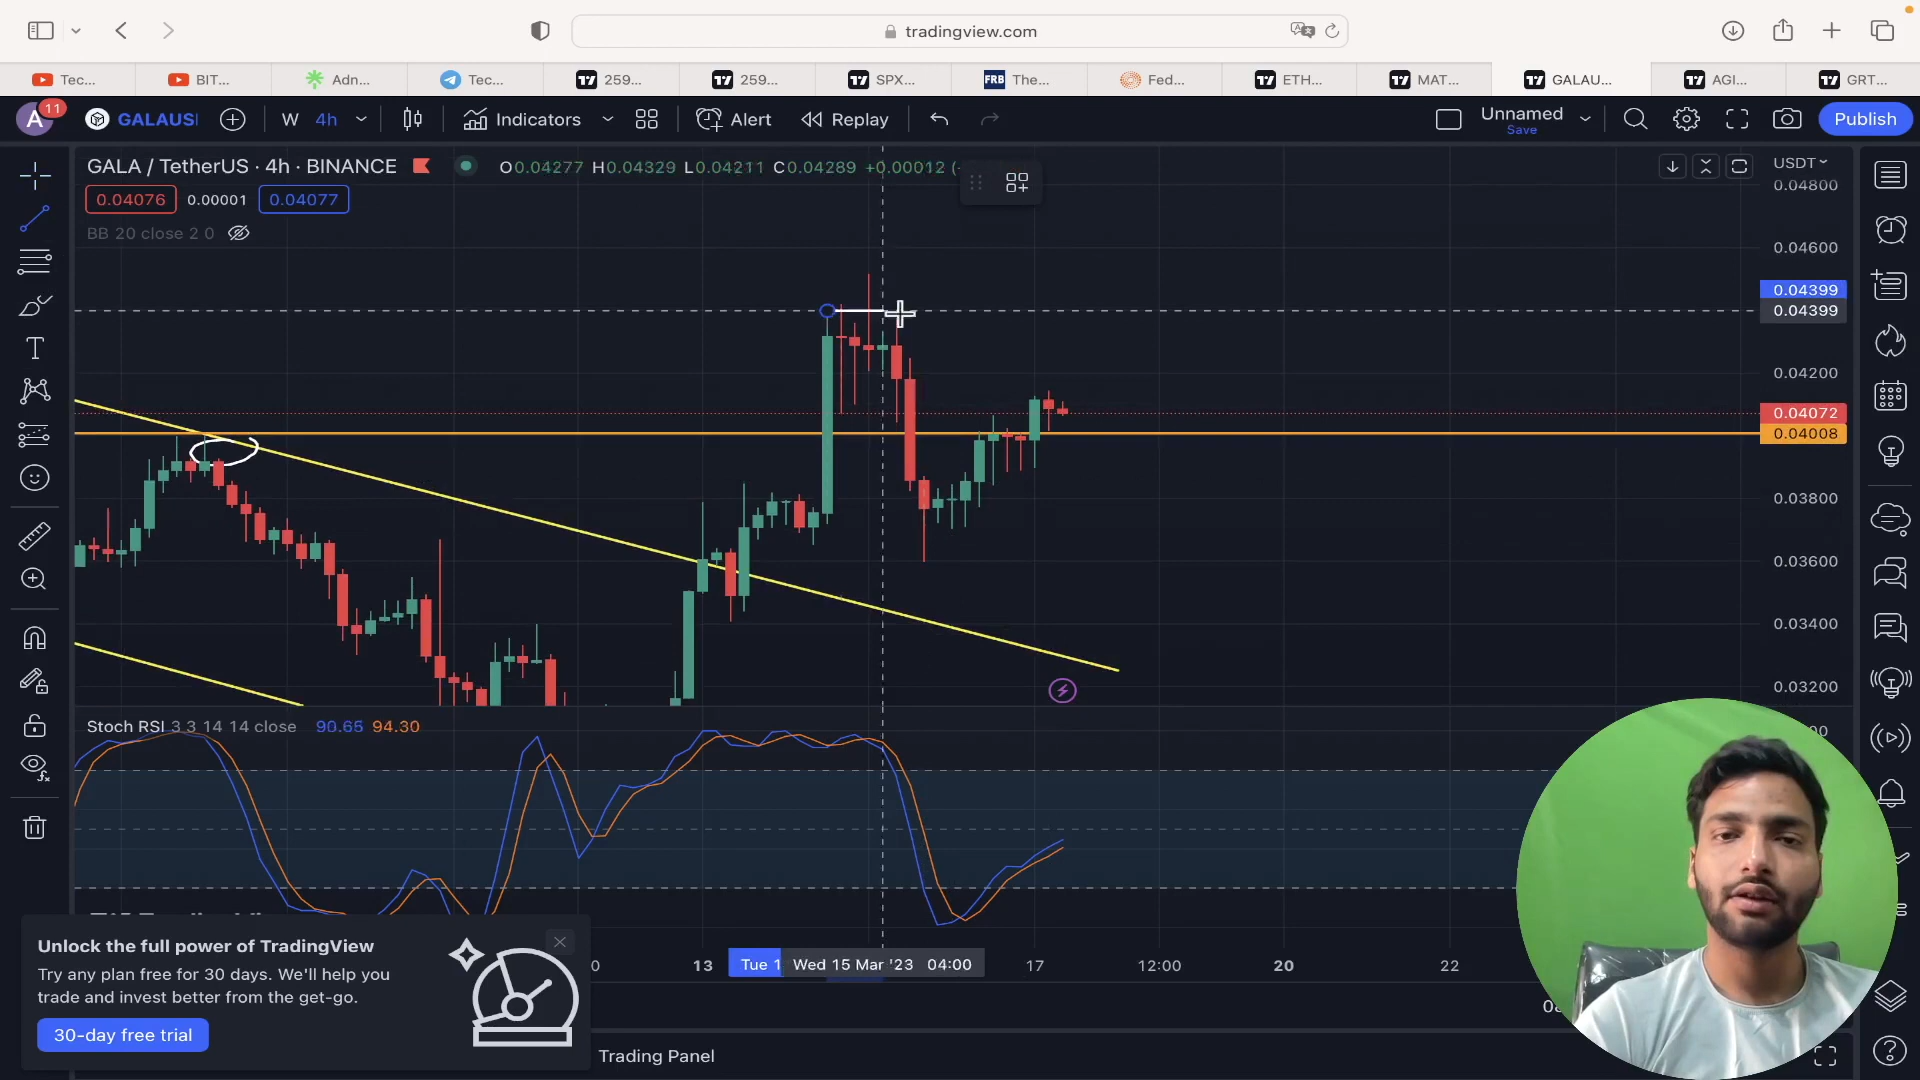 tradingview.com
Tec...
BIT...
Adn...
Tec...
259...
259...
SPX...
FRB The...
Fed...
ETH...
MAT...
GALAU...
AGI...
GRT...
A 11
GALAUSI
W 4h
Indicators
Alert
Replay
Unnamed
Save
Publish
GALA / TetherUS · 4h · BINANCE
O0.04277 H0.04329 L0.04211 C0.04289 +0.00012
USDT
0.04076 0.00001 0.04077
BB 20 close 2 0
0.04800
0.04600
0.04399
0.04399
0.04200
0.04072
0.04008
0.03800
0.03600
0.03400
0.03200
Stoch RSI 3 3 14 14 close 90.65 94.30
13
Tue 1
Wed 15 Mar '23 04:00
17
12:00
20
22
Unlock the full power of TradingView
Try any plan free for 30 days. We'll help you
trade and invest better from the get-go.
30-day free trial
Trading Panel